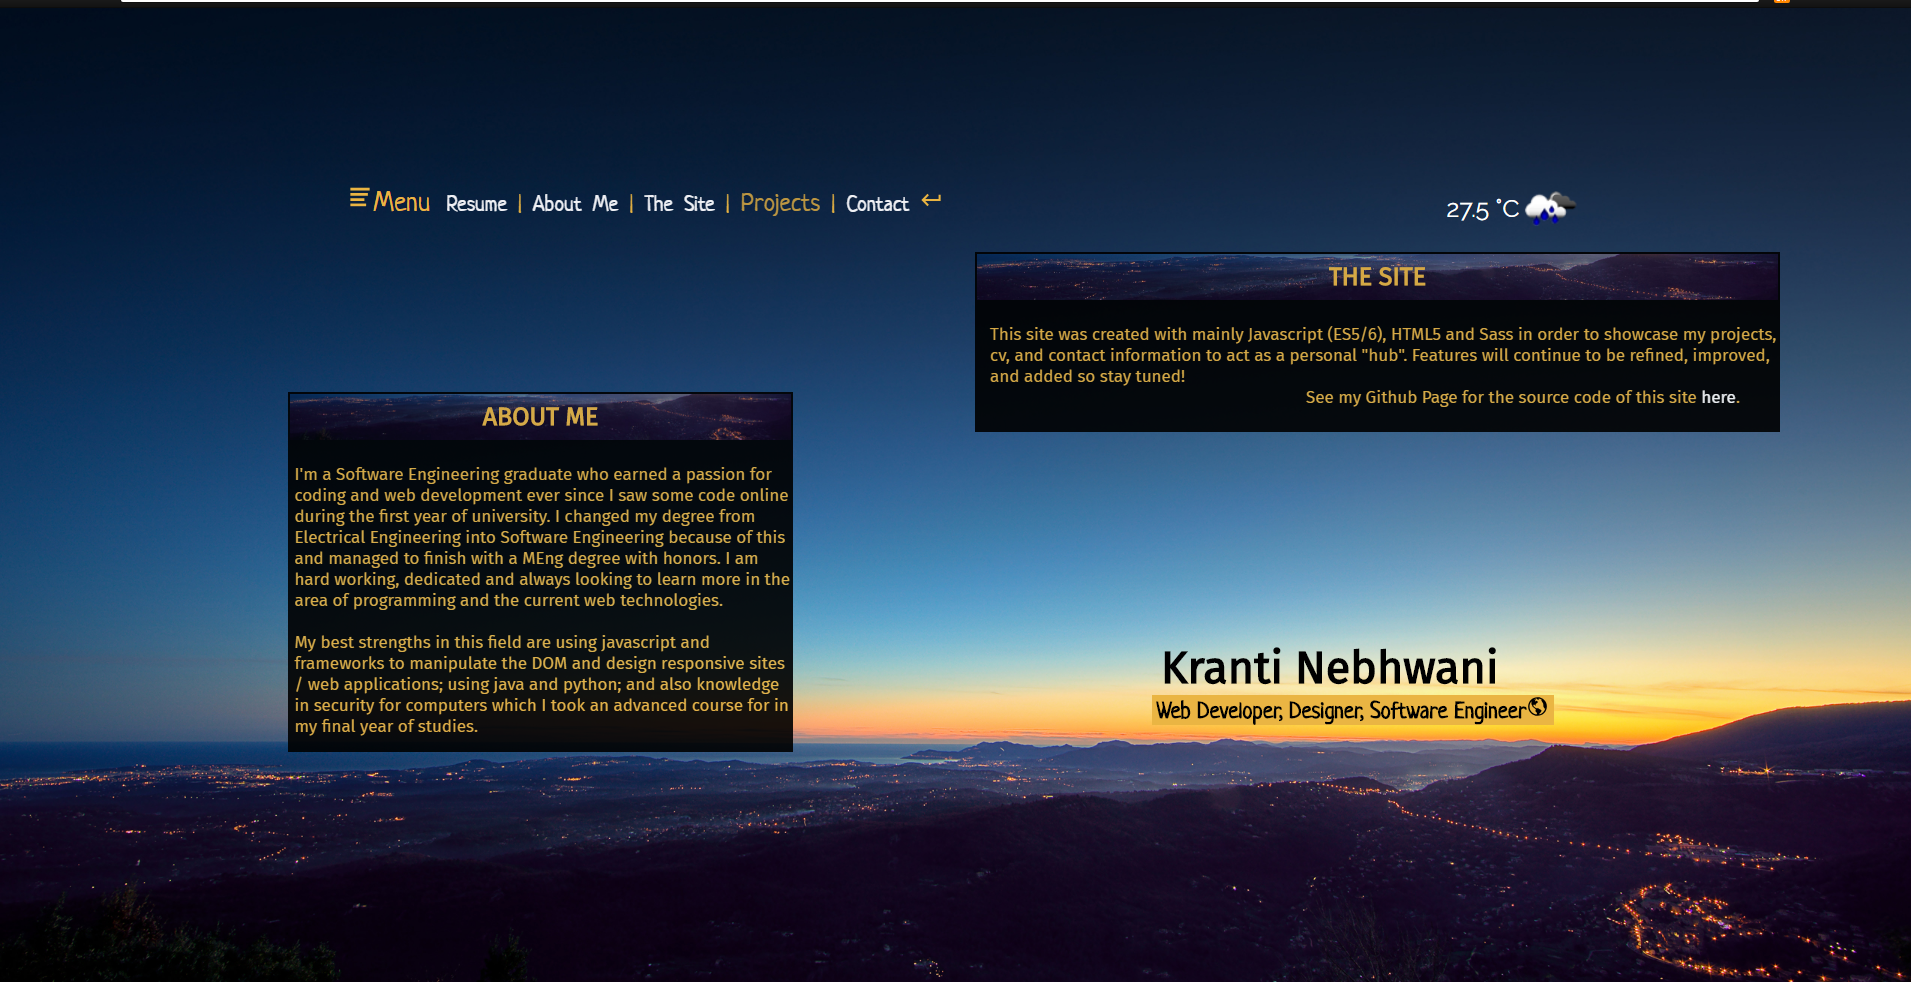 Menu Resume | About Me | The Site | Projects | Contact
27.5 °C
THE SITE
This site was created with mainly Javascript (ES5/6), HTML5 and Sass in order to showcase my projects,
cv, and contact information to act as a personal "hub". Features will continue to be refined, improved,
and added so stay tuned!
See my Github Page for the source code of this site here.
ABOUT ME
I'm a Software Engineering graduate who earned a passion for
coding and web development ever since I saw some code online
during the first year of university. I changed my degree from
Electrical Engineering into Software Engineering because of this
and managed to finish with a MEng degree with honors. I am
hard working, dedicated and always looking to learn more in the
area of programming and the current web technologies.
My best strengths in this field are using javascript and
frameworks to manipulate the DOM and design responsive sites
/ web applications; using java and python; and also knowledge
in security for computers which I took an advanced course for in
my final year of studies.
Kranti Nebhwani
Web Developer, Designer, Software Engineer